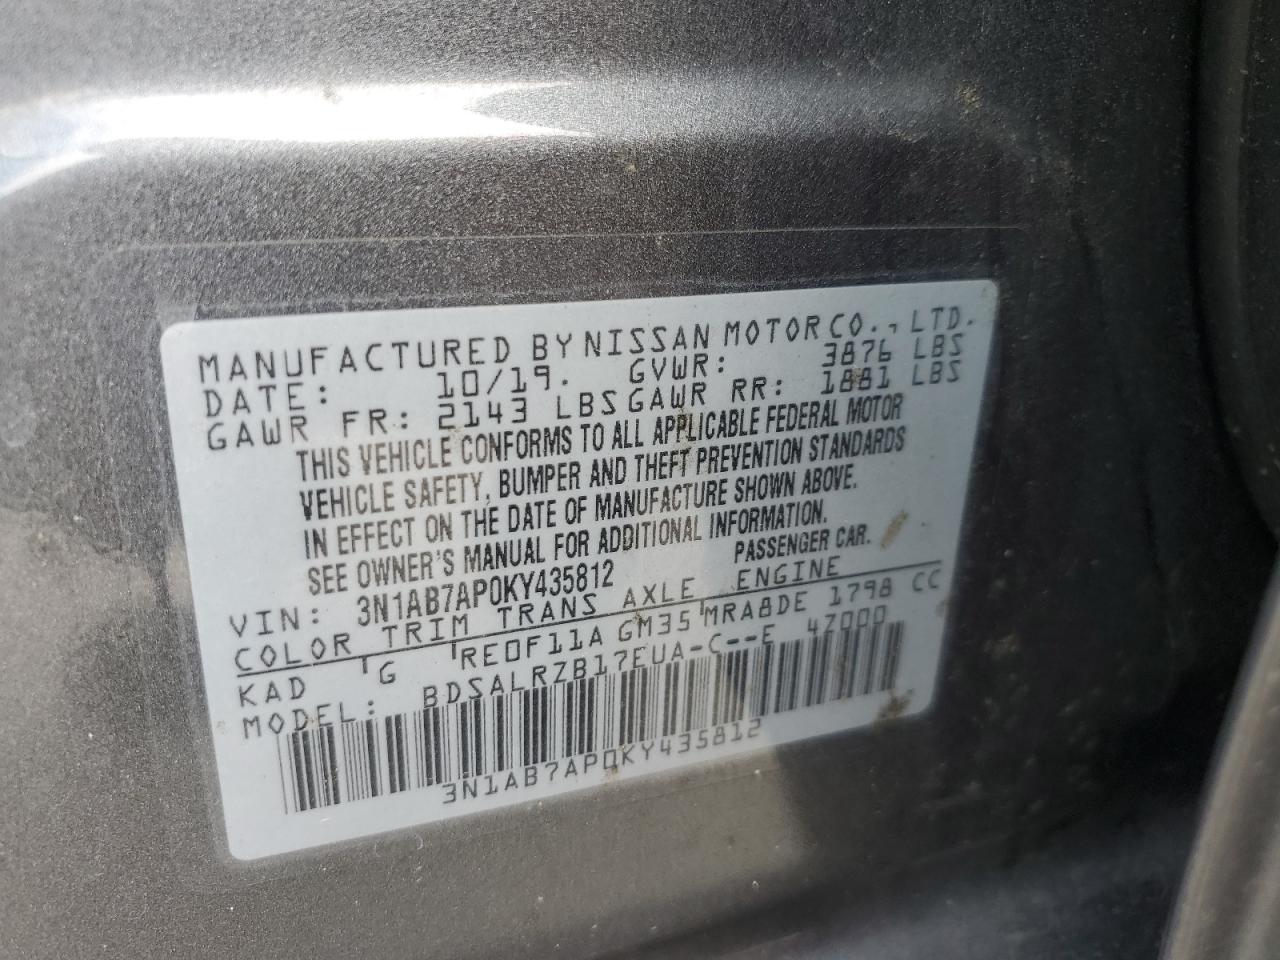 MANUFACTURED BY NISSAN MOTOR CO., LTD.
DATE: 10/19. GVWR: 3876 LBS
GAWR FR: 2143 LBS GAWR RR: 1881 LBS
THIS VEHICLE CONFORMS TO ALL APPLICABLE FEDERAL MOTOR
VEHICLE SAFETY, BUMPER AND THEFT PREVENTION STANDARDS
IN EFFECT ON THE DATE OF MANUFACTURE SHOWN ABOVE.
SEE OWNER'S MANUAL FOR ADDITIONAL INFORMATION.
VIN: 3N1AB7AP0KY435812 PASSENGER CAR.
COLOR TRIM TRANS AXLE ENGINE
KAD G RE0F11A GM35 MRA8DE 1798 CC
MODEL: BDSALRZB17EUA-C--E 47000
3N1AB7AP0KY435812